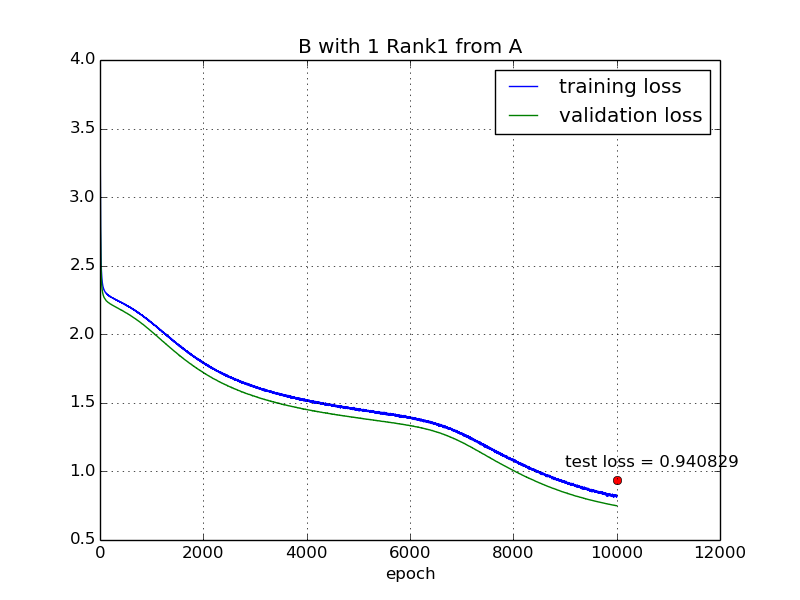 B with 1 Rank1 from A
4.0
3.5
3.0
2.5
2.0
1.5
1.0
0.5
training loss
validation loss
test loss = 0.940829
0 2000 4000 6000 8000 10000 12000
epoch